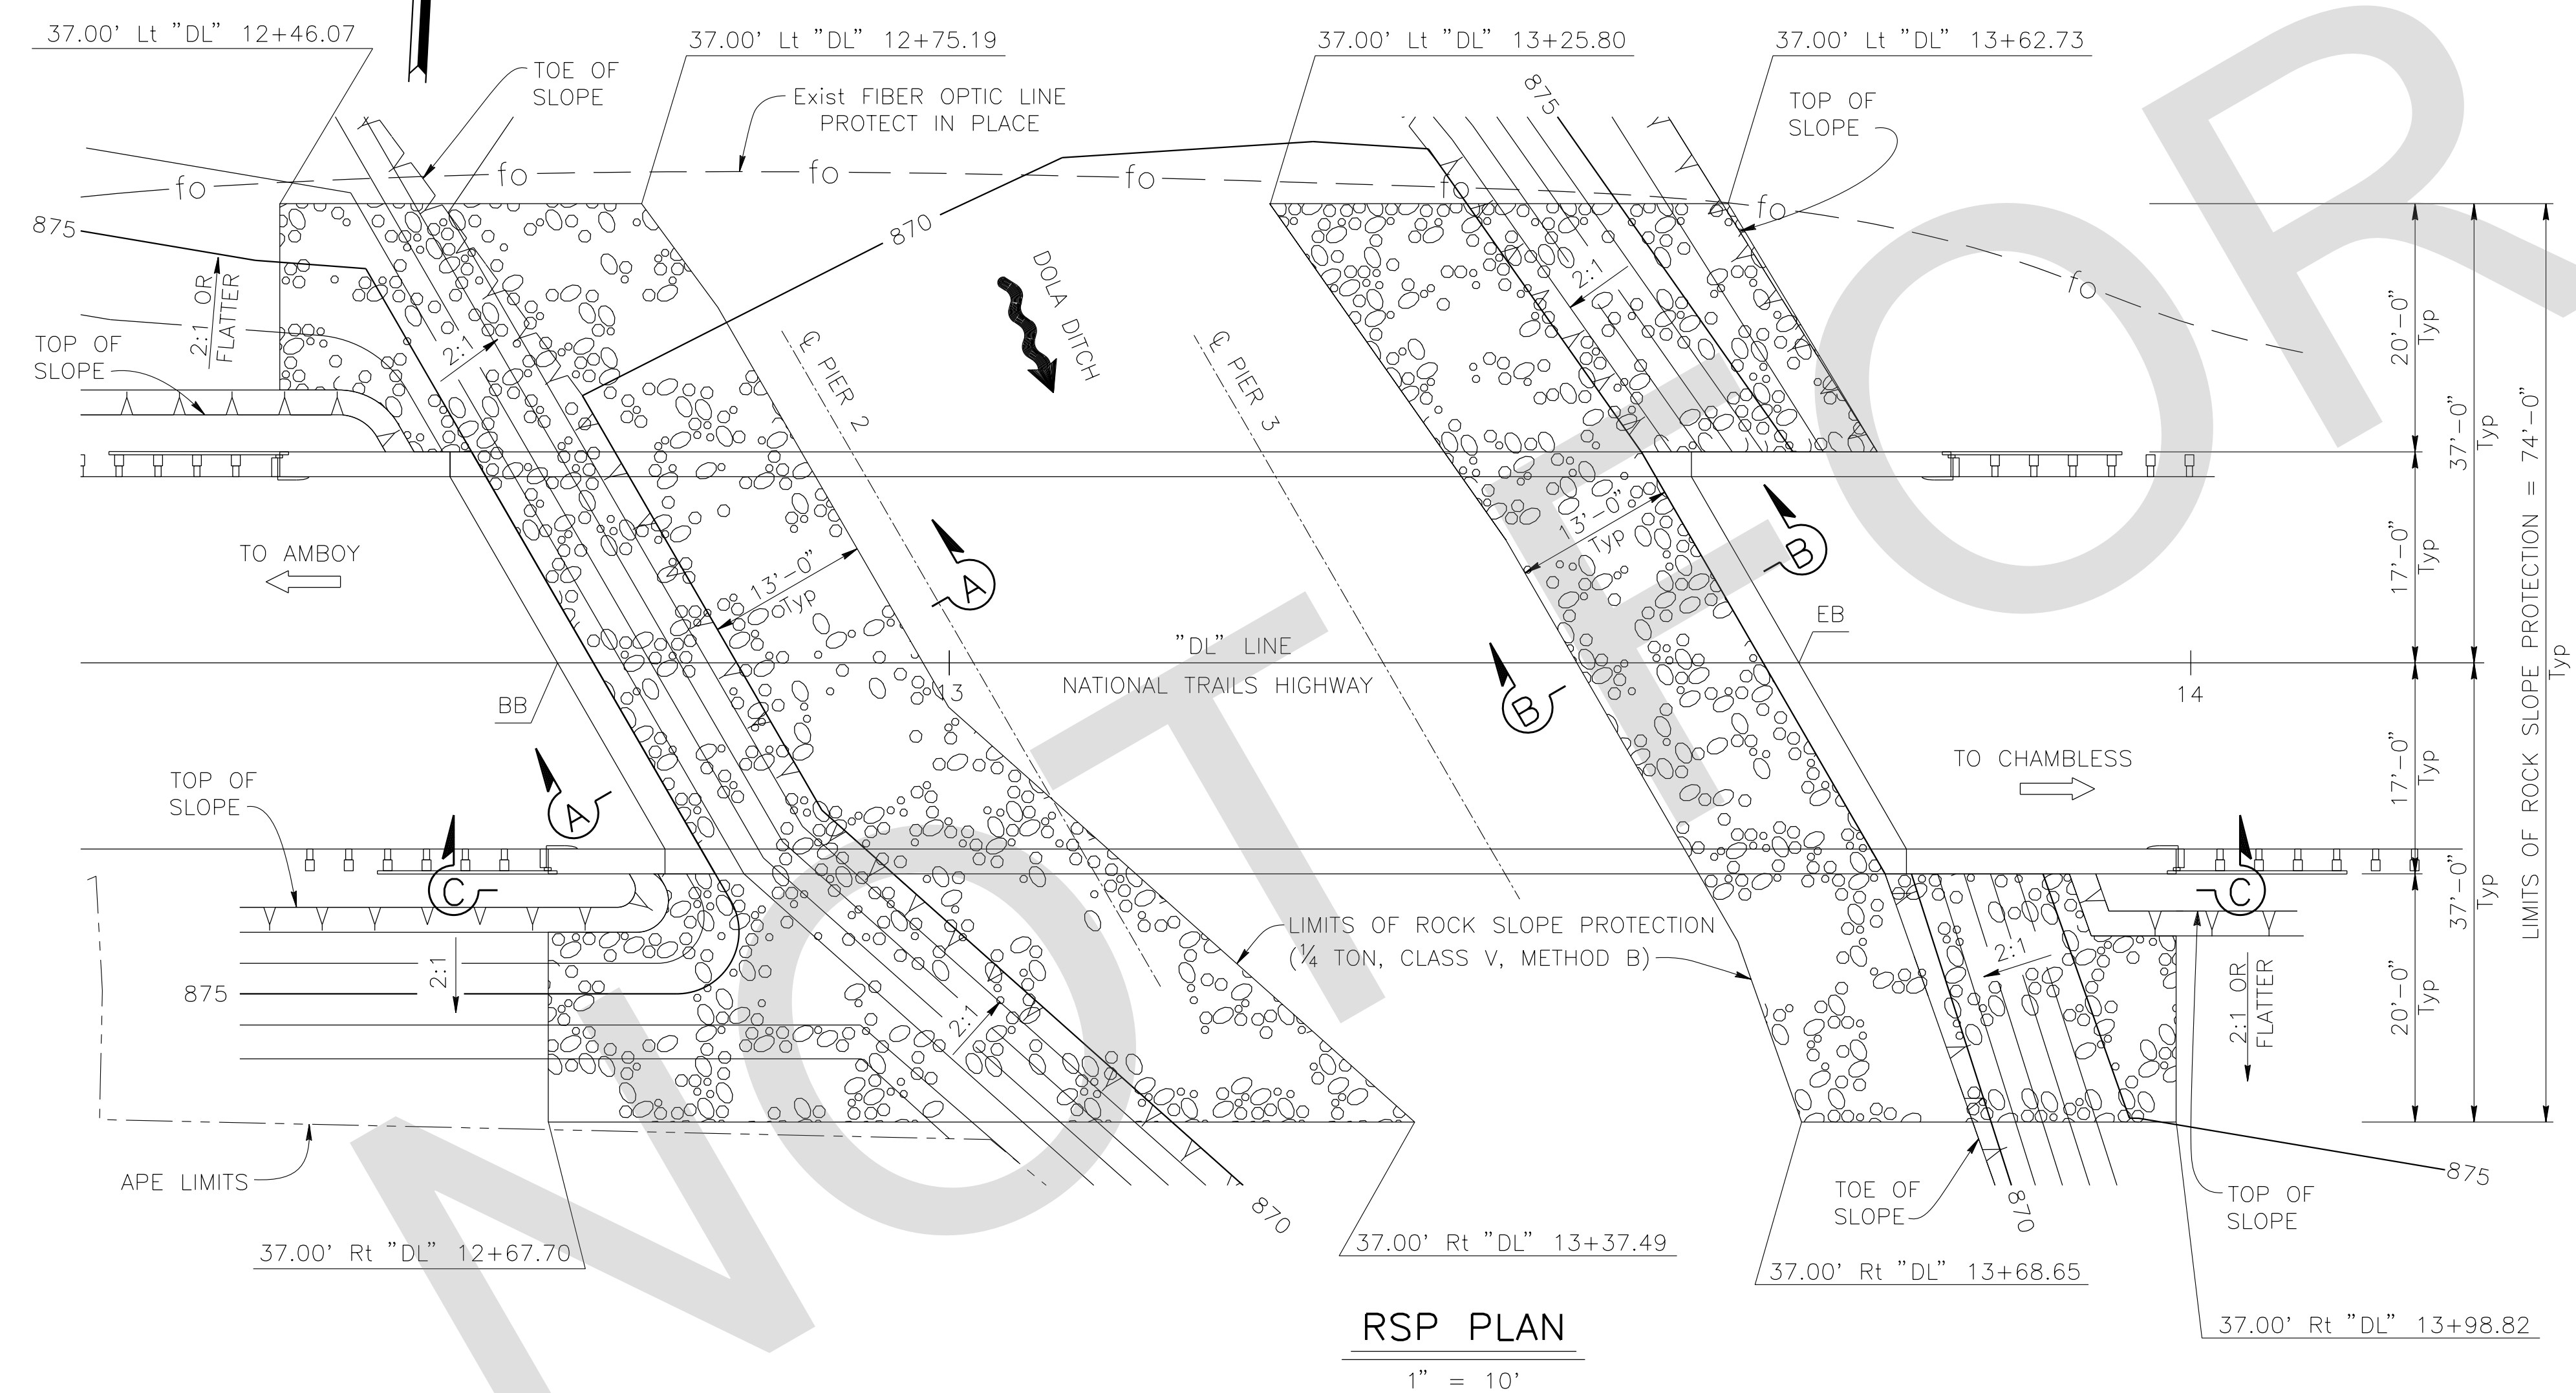 37.00' Lt "DL" 12+46.07
37.00' Lt "DL" 12+75.19
37.00' Lt "DL" 13+25.80
37.00' Lt "DL" 13+62.73
TOE OF
SLOPE
Exist FIBER OPTIC LINE
PROTECT IN PLACE
875
TOP OF
SLOPE
fo
fo
fo
fo
fo
fo
fo
875
870
2:1 OR
FLATTER
TOP OF
SLOPE
2:1
℄ PIER 2
DOLA DITCH
℄ PIER 3
2:1
20'-0"
Typ
37'-0"
Typ
LIMITS OF ROCK SLOPE PROTECTION = 74'-0"
Typ
TO AMBOY
13'-0"
Typ
A
13'-0"
Typ
B
17'-0"
Typ
EB
"DL" LINE
NATIONAL TRAILS HIGHWAY
13
14
BB
B
TO CHAMBLESS
17'-0"
Typ
TOP OF
SLOPE
A
C
C
37'-0"
Typ
LIMITS OF ROCK SLOPE PROTECTION
(¼ TON, CLASS V, METHOD B)
2:1
875
2:1
2:1
2:1 OR
FLATTER
20'-0"
Typ
APE LIMITS
870
TOE OF
SLOPE
870
TOP OF
SLOPE
875
37.00' Rt "DL" 12+67.70
37.00' Rt "DL" 13+37.49
37.00' Rt "DL" 13+68.65
37.00' Rt "DL" 13+98.82
RSP PLAN
1" = 10'
NOT FOR